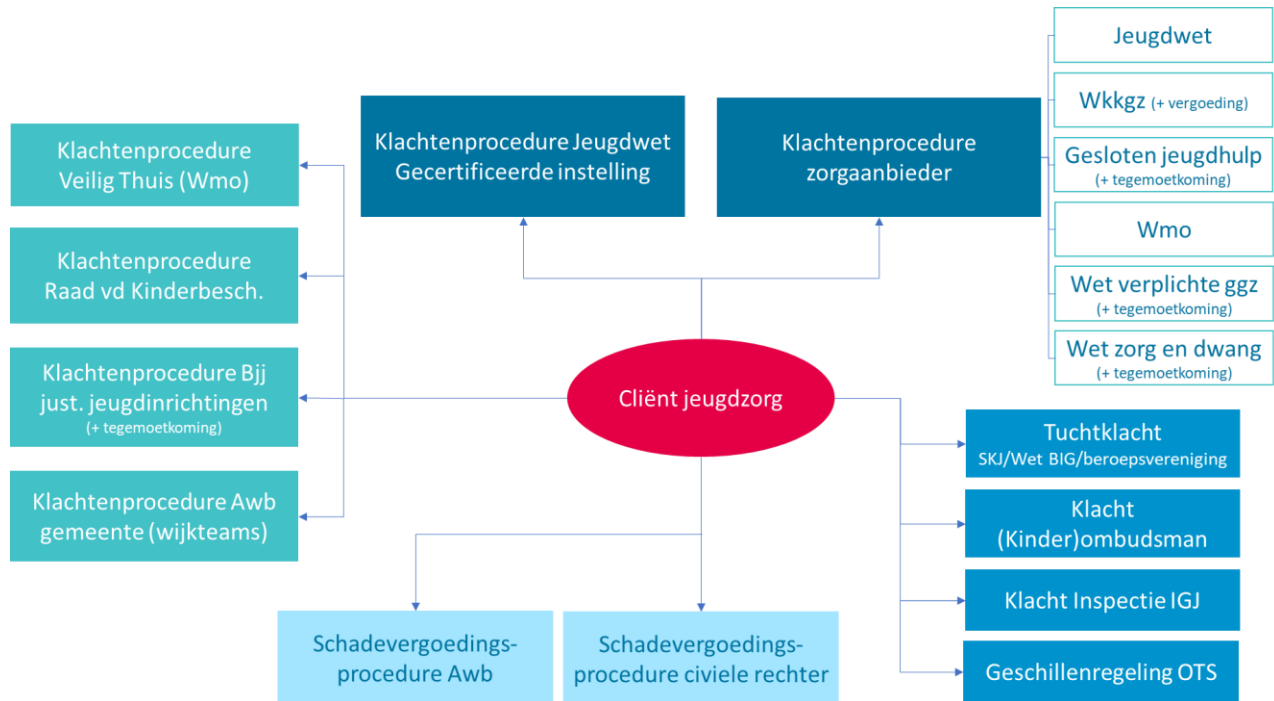 Klachtenprocedure
Veilig Thuis (Wmo)
Klachtenprocedure
Raad vd Kinderbesch.
Klachtenprocedure Bjj
just. jeugdinrichtingen
(+ tegemoetkoming)
Klachtenprocedure Awb
gemeente (wijkteams)
Klachtenprocedure Jeugdwet
Gecertificeerde instelling
Klachtenprocedure
zorgaanbieder
Jeugdwet
Wkkgz (+ vergoeding)
Gesloten jeugdhulp
(+ tegemoetkoming)
Wmo
Wet verplichte ggz
(+ tegemoetkoming)
Wet zorg en dwang
(+ tegemoetkoming)
Cliënt jeugdzorg
Tuchtklacht
SKJ/Wet BIG/beroepsvereniging
Klacht
(Kinder)ombudsman
Klacht Inspectie IGJ
Geschillenregeling OTS
Schadevergoedings-
procedure Awb
Schadevergoedings-
procedure civiele rechter